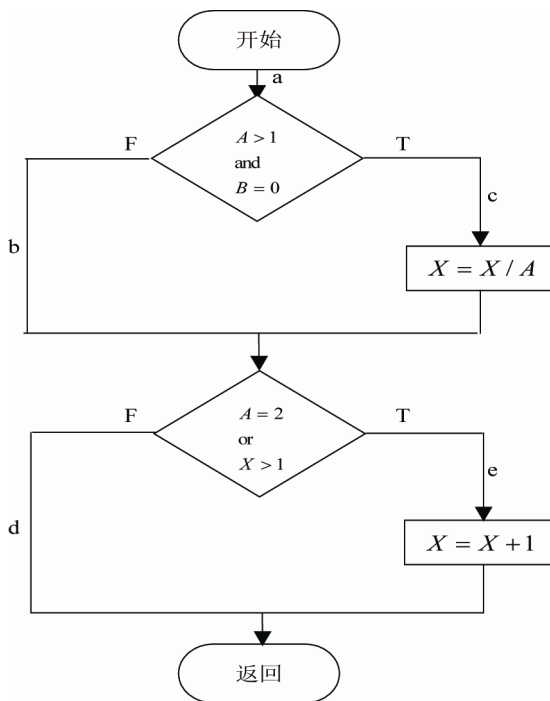 开始
a
F
A > 1
and
B = 0
T
c
b
X = X / A
F
A = 2
or
X > 1
T
e
d
X = X + 1
返回